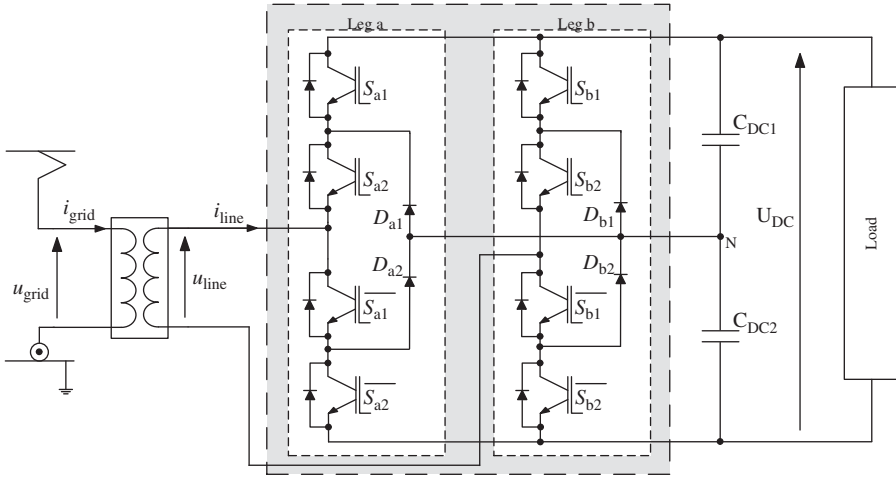 Leg a
Leg b
S_a1
S_b1
C_DC1
S_a2
S_b2
i_grid
i_line
D_a1
D_b1
U_DC
Load
N
u_grid
u_line
D_a2
D_b2
S̅_a1
S̅_b1
C_DC2
S̅_a2
S̅_b2